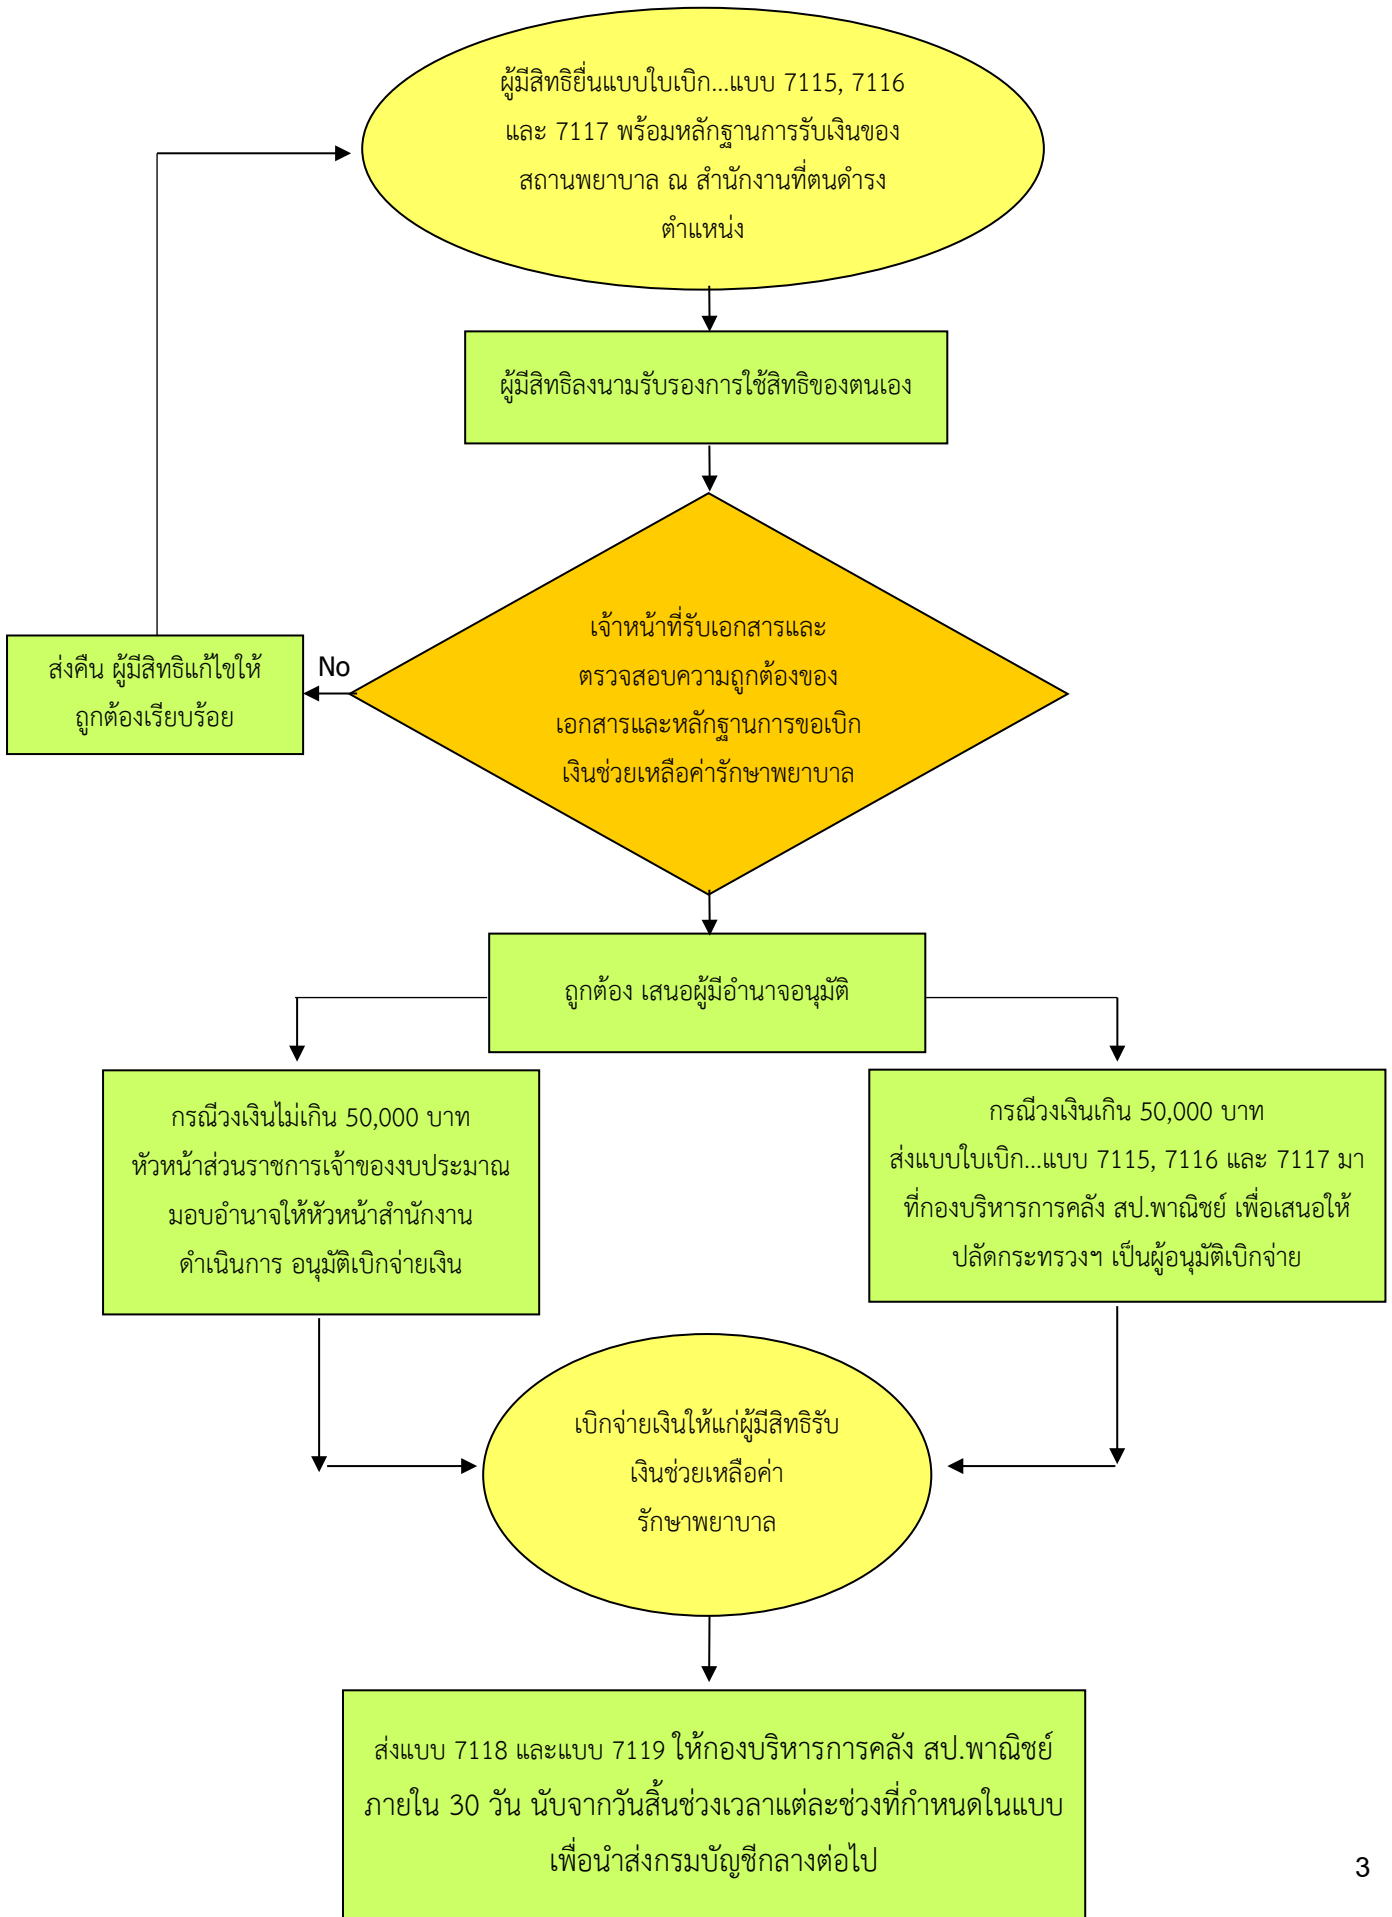 ผู้มีสิทธิยื่นแบบใบเบิก...แบบ 7115, 7116
และ 7117 พร้อมหลักฐานการรับเงินของ
สถานพยาบาล ณ สำนักงานที่ตนดำรง
ตำแหน่ง
ผู้มีสิทธิลงนามรับรองการใช้สิทธิของตนเอง
เจ้าหน้าที่รับเอกสารและ
ตรวจสอบความถูกต้องของ
เอกสารและหลักฐานการขอเบิก
เงินช่วยเหลือค่ารักษาพยาบาล
No
ส่งคืน ผู้มีสิทธิแก้ไขให้
ถูกต้องเรียบร้อย
ถูกต้อง เสนอผู้มีอำนาจอนุมัติ
กรณีวงเงินไม่เกิน 50,000 บาท
หัวหน้าส่วนราชการเจ้าของงบประมาณ
มอบอำนาจให้หัวหน้าสำนักงาน
ดำเนินการ อนุมัติเบิกจ่ายเงิน
กรณีวงเงินเกิน 50,000 บาท
ส่งแบบใบเบิก...แบบ 7115, 7116 และ 7117 มา
ที่กองบริหารการคลัง สป.พาณิชย์ เพื่อเสนอให้
ปลัดกระทรวงฯ เป็นผู้อนุมัติเบิกจ่าย
เบิกจ่ายเงินให้แก่ผู้มีสิทธิรับ
เงินช่วยเหลือค่า
รักษาพยาบาล
ส่งแบบ 7118 และแบบ 7119 ให้กองบริหารการคลัง สป.พาณิชย์
ภายใน 30 วัน นับจากวันสิ้นช่วงเวลาแต่ละช่วงที่กำหนดในแบบ
เพื่อนำส่งกรมบัญชีกลางต่อไป
3